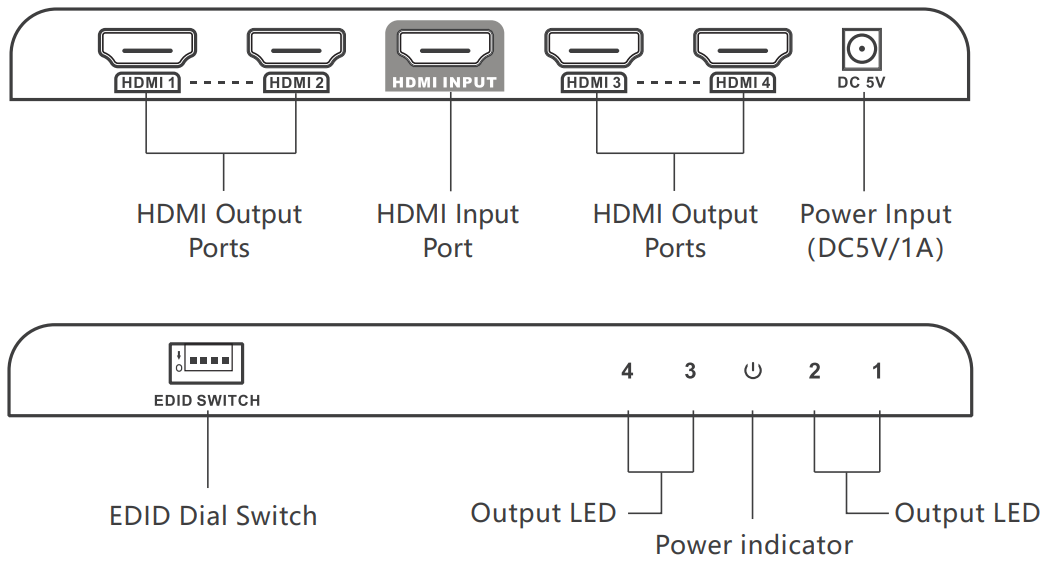 HDMI 1 HDMI 2 HDMI INPUT HDMI 3 HDMI 4 DC 5V
HDMI Output
Ports
HDMI Input
Port
HDMI Output
Ports
Power Input
(DC5V/1A)
O
EDID SWITCH
4 3 2 1
EDID Dial Switch
Output LED
Power indicator
Output LED